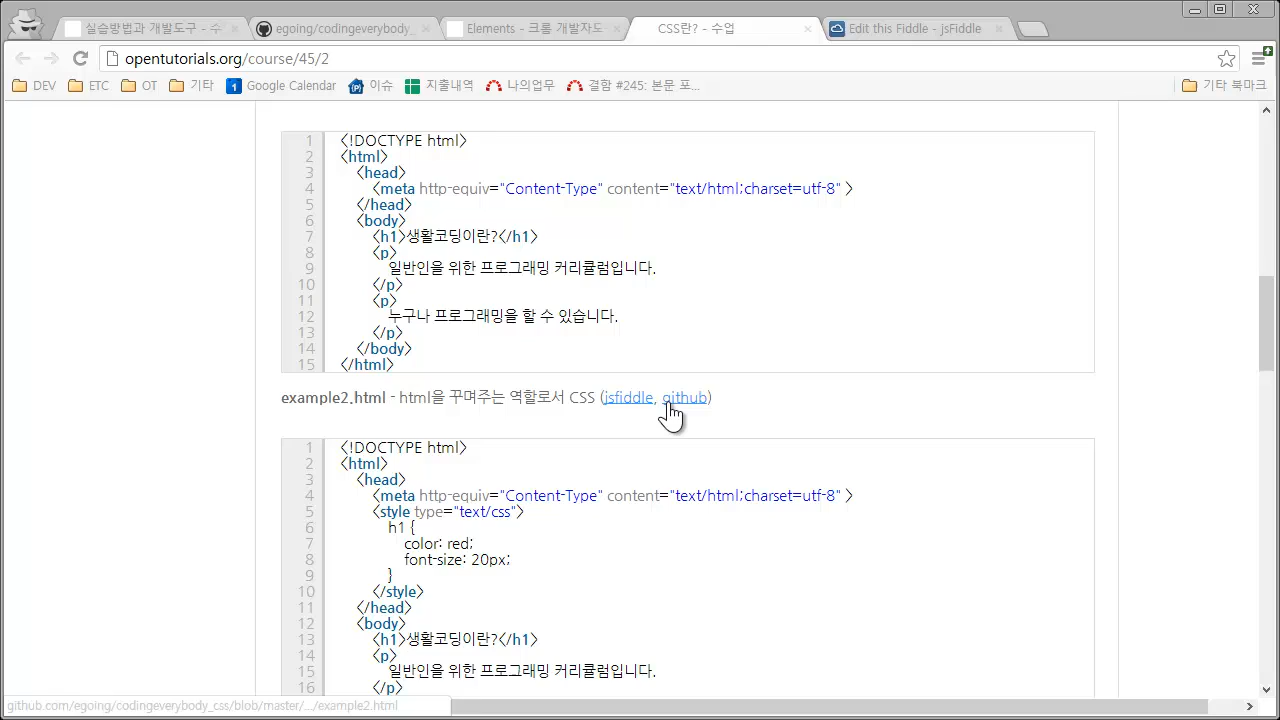 실습방법과 개발도구 - 수
egoing/codingeverybody_
Elements - 크롬 개발자도
CSS란? - 수업
Edit this Fiddle - jsFiddle
opentutorials.org/course/45/2
DEV
ETC
OT
기타
1 Google Calendar
이슈
지출내역
나의업무
결함 #245: 본문 포...
기타 북마크
1 <!DOCTYPE html>
2 <html>
3 <head>
4 <meta http-equiv="Content-Type" content="text/html;charset=utf-8" >
5 </head>
6 <body>
7 <h1>생활코딩이란?</h1>
8 <p>
9 일반인을 위한 프로그래밍 커리큘럼입니다.
10 </p>
11 <p>
12 누구나 프로그래밍을 할 수 있습니다.
13 </p>
14 </body>
15 </html>
example2.html - html을 꾸며주는 역할로서 CSS (jsfiddle, github)
1 <!DOCTYPE html>
2 <html>
3 <head>
4 <meta http-equiv="Content-Type" content="text/html;charset=utf-8" >
5 <style type="text/css">
6 h1 {
7 color: red;
8 font-size: 20px;
9 }
10 </style>
11 </head>
12 <body>
13 <h1>생활코딩이란?</h1>
14 <p>
15 일반인을 위한 프로그래밍 커리큘럼입니다.
16 </p>
github.com/egoing/codingeverybody_css/blob/master/.../example2.html